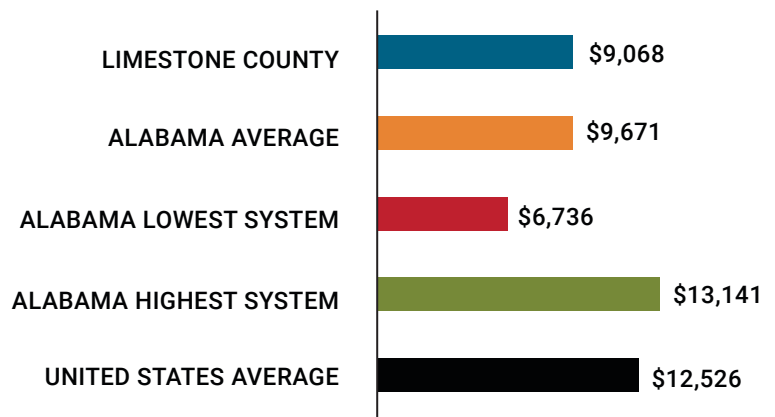 LIMESTONE COUNTY $9,068
ALABAMA AVERAGE $9,671
ALABAMA LOWEST SYSTEM $6,736
ALABAMA HIGHEST SYSTEM $13,141
UNITED STATES AVERAGE $12,526